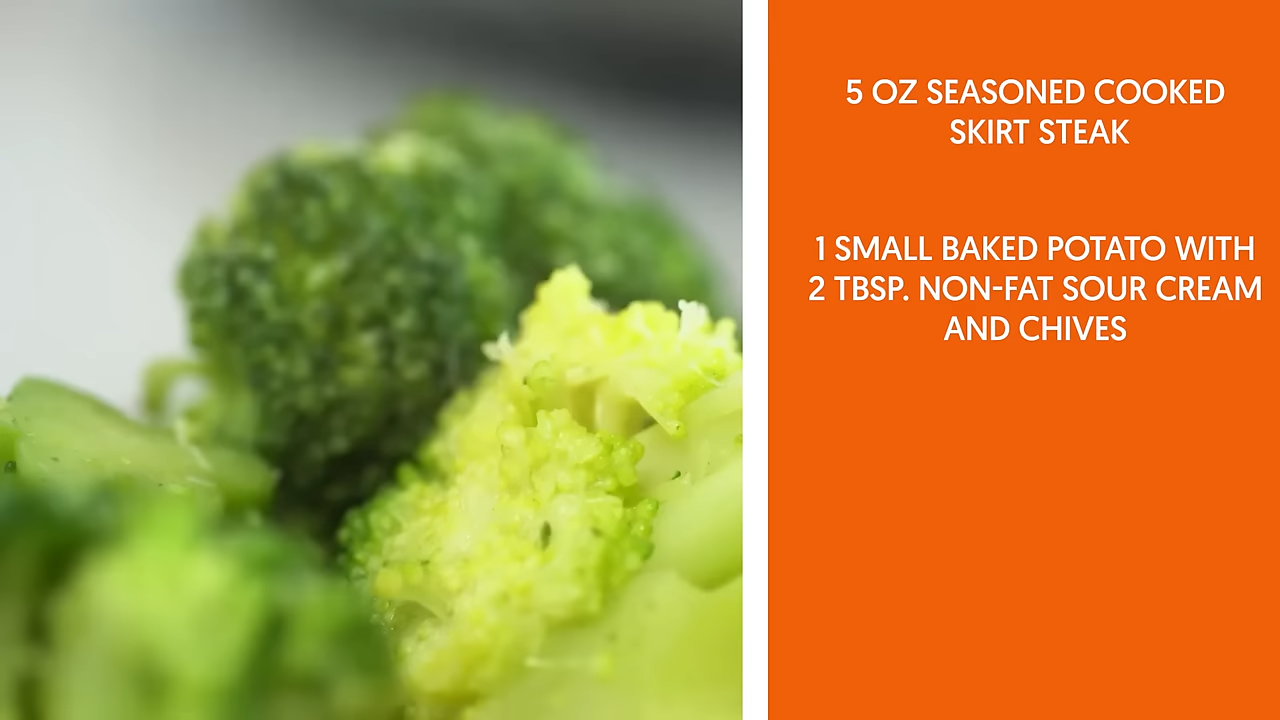 5 OZ SEASONED COOKED
SKIRT STEAK
1 SMALL BAKED POTATO WITH
2 TBSP. NON-FAT SOUR CREAM
AND CHIVES